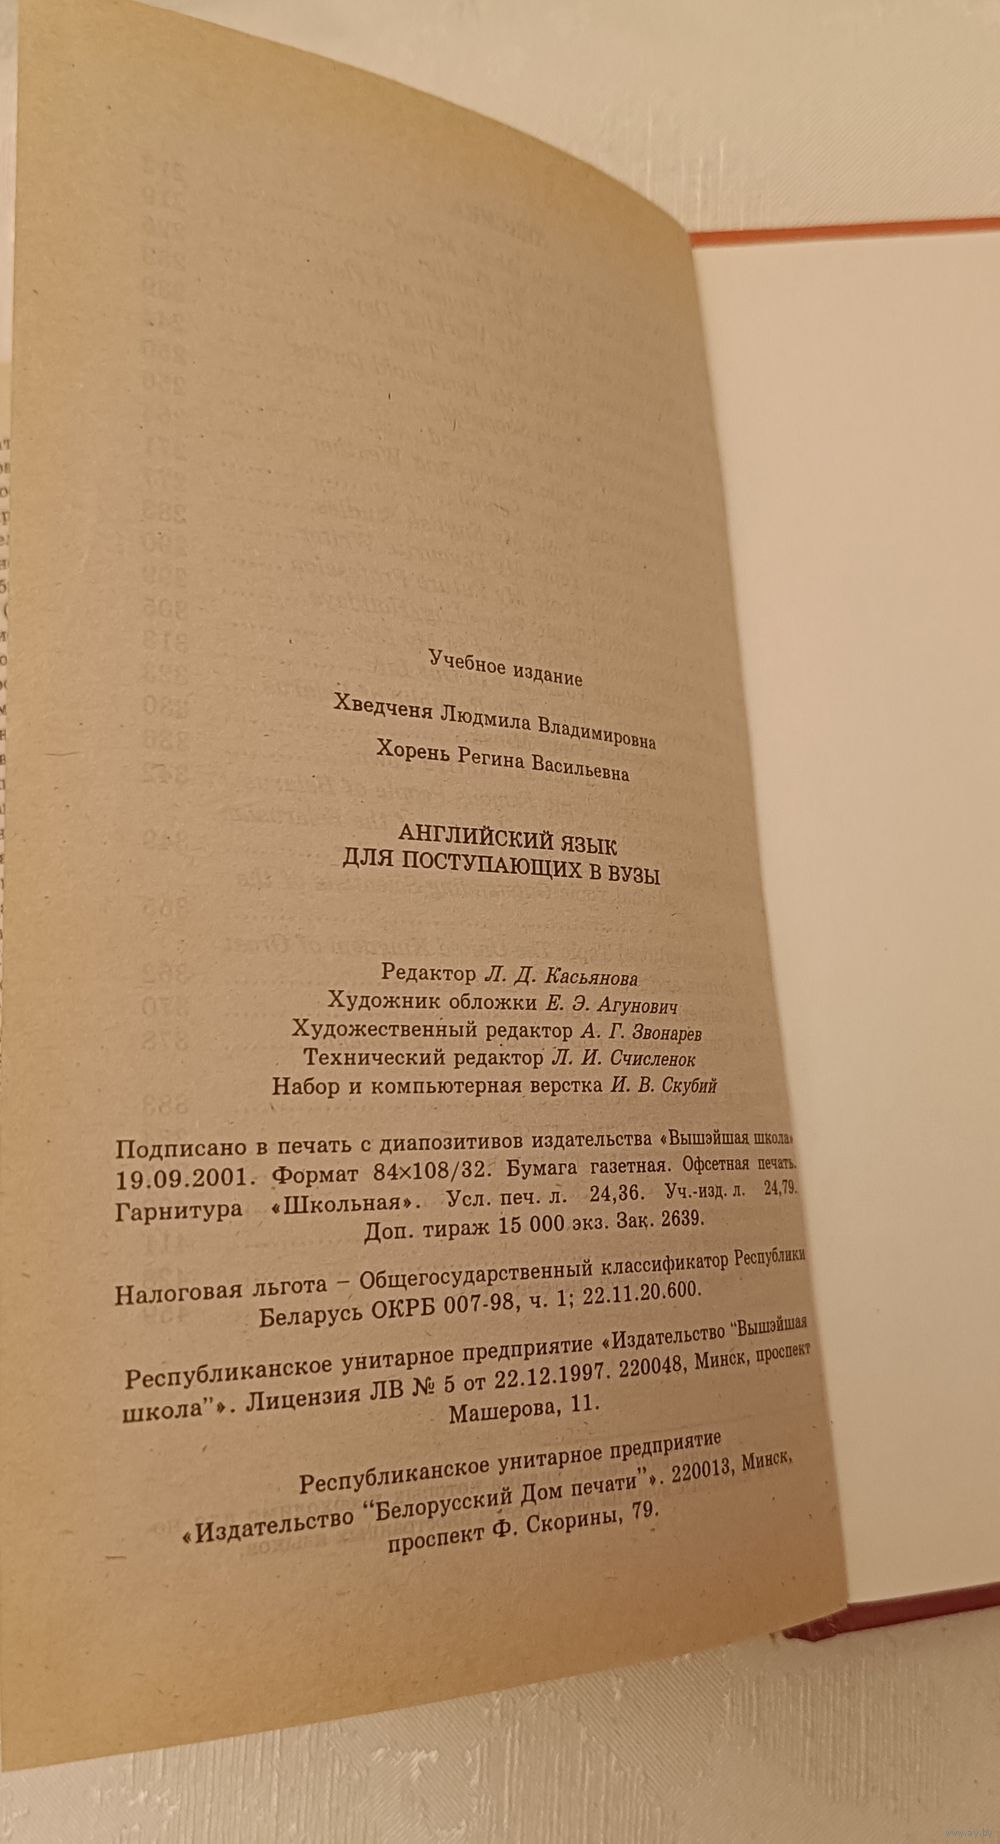 Учебное издание
Хведченя Людмила Владимировна
Хорень Регина Васильевна
АНГЛИЙСКИЙ ЯЗЫК
ДЛЯ ПОСТУПАЮЩИХ В ВУЗЫ
Редактор Л. Д. Касьянова
Художник обложки Е. Э. Агунович
Художественный редактор А. Г. Звонарев
Технический редактор Л. И. Счисленок
Набор и компьютерная верстка И. В. Скубий
Подписано в печать с диапозитивов издательства «Вышэйшая школа»
19.09.2001. Формат 84×108/32. Бумага газетная. Офсетная печать.
Гарнитура «Школьная». Усл. печ. л. 24,36. Уч.-изд. л. 24,79.
Доп. тираж 15 000 экз. Зак. 2639.
Налоговая льгота – Общегосударственный классификатор Республики
Беларусь ОКРБ 007-98, ч. 1; 22.11.20.600.
Республиканское унитарное предприятие «Издательство “Вышэйшая
школа”». Лицензия ЛВ № 5 от 22.12.1997. 220048, Минск, проспект
Машерова, 11.
Республиканское унитарное предприятие
«Издательство “Белорусский Дом печати”». 220013, Минск,
проспект Ф. Скорины, 79.
www.ay.by